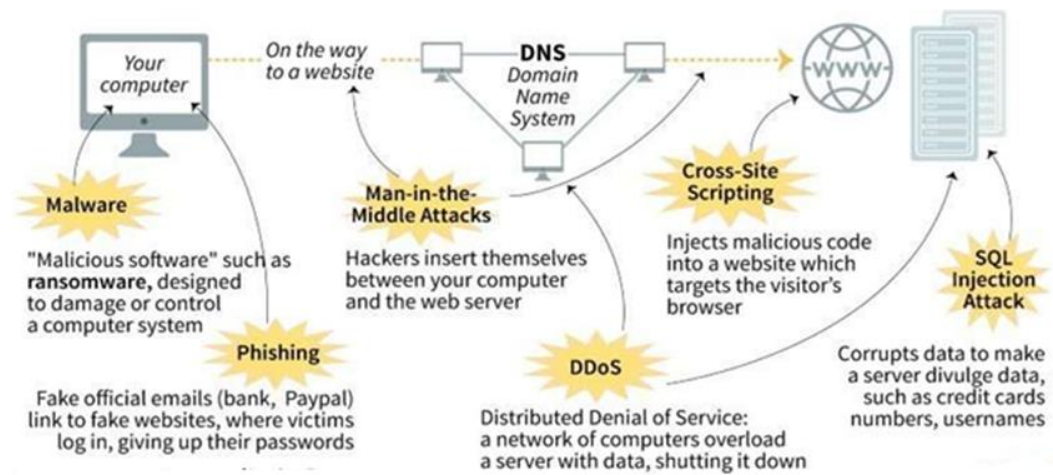 Your
computer
On the way
to a website
DNS
Domain
Name
System
WWW
Malware
"Malicious software" such as
ransomware, designed
to damage or control
a computer system
Phishing
Fake official emails (bank, Paypal)
link to fake websites, where victims
log in, giving up their passwords
Man-in-the-
Middle Attacks
Hackers insert themselves
between your computer
and the web server
DDoS
Distributed Denial of Service:
a network of computers overload
a server with data, shutting it down
Cross-Site
Scripting
Injects malicious code
into a website which
targets the visitor's
browser
SQL
Injection
Attack
Corrupts data to make
a server divulge data,
such as credit cards
numbers, usernames